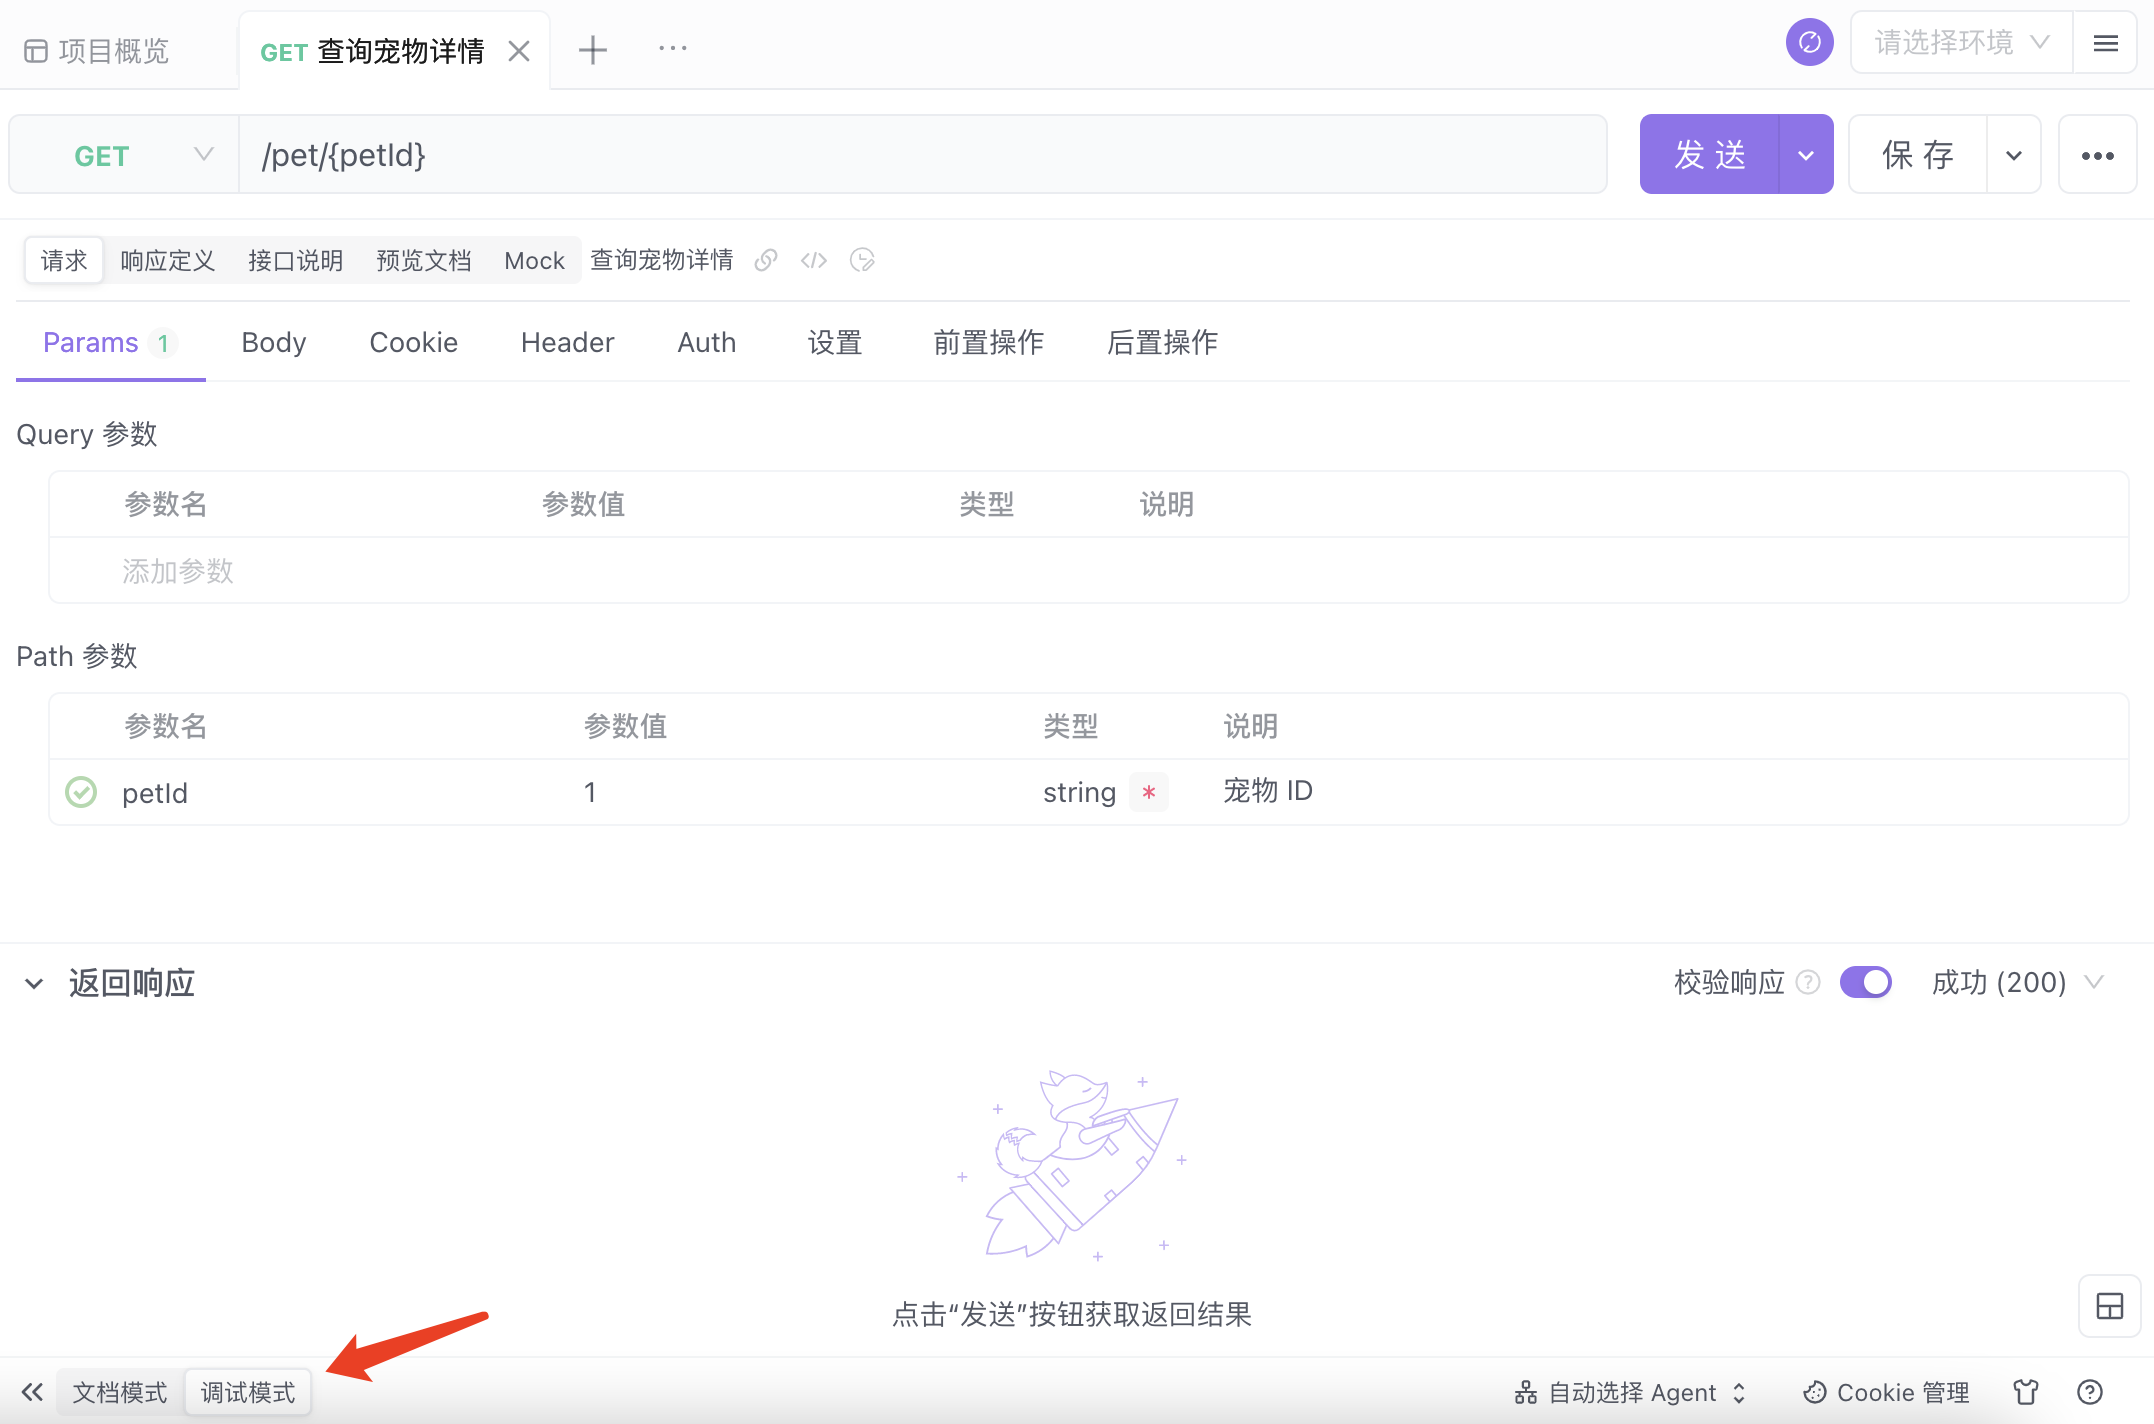 项目概览
GET 查询宠物详情
请选择环境
GET
/pet/{petId}
发 送
保 存
请求 响应定义 接口说明 预览文档 Mock 查询宠物详情
Params 1 Body Cookie Header Auth 设置 前置操作 后置操作
Query 参数
参数名 参数值 类型 说明
添加参数
Path 参数
参数名 参数值 类型 说明
petId 1 string * 宠物 ID
返回响应
校验响应 ? 成功 (200)
点击“发送”按钮获取返回结果
文档模式 调试模式 自动选择 Agent Cookie 管理 ?